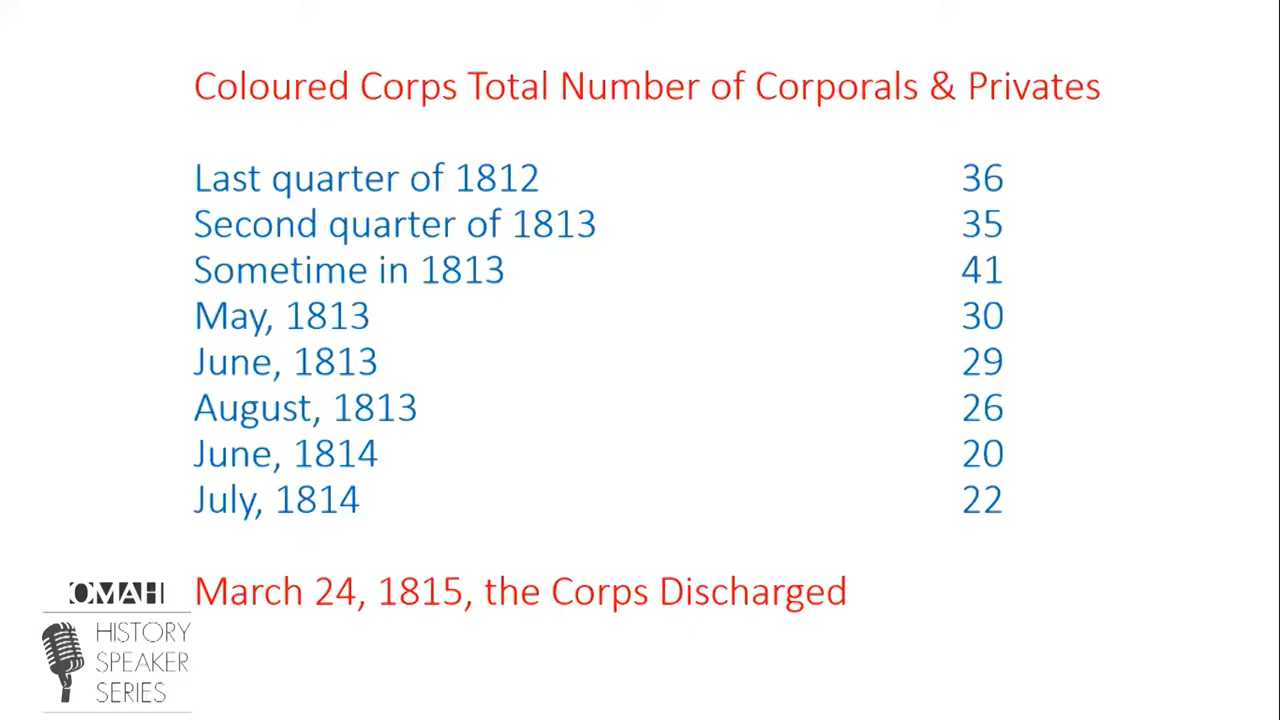 Coloured Corps Total Number of Corporals & Privates
Last quarter of 1812 36
Second quarter of 1813 35
Sometime in 1813 41
May, 1813 30
June, 1813 29
August, 1813 26
June, 1814 20
July, 1814 22
March 24, 1815, the Corps Discharged
OMAH
HISTORY
SPEAKER
SERIES